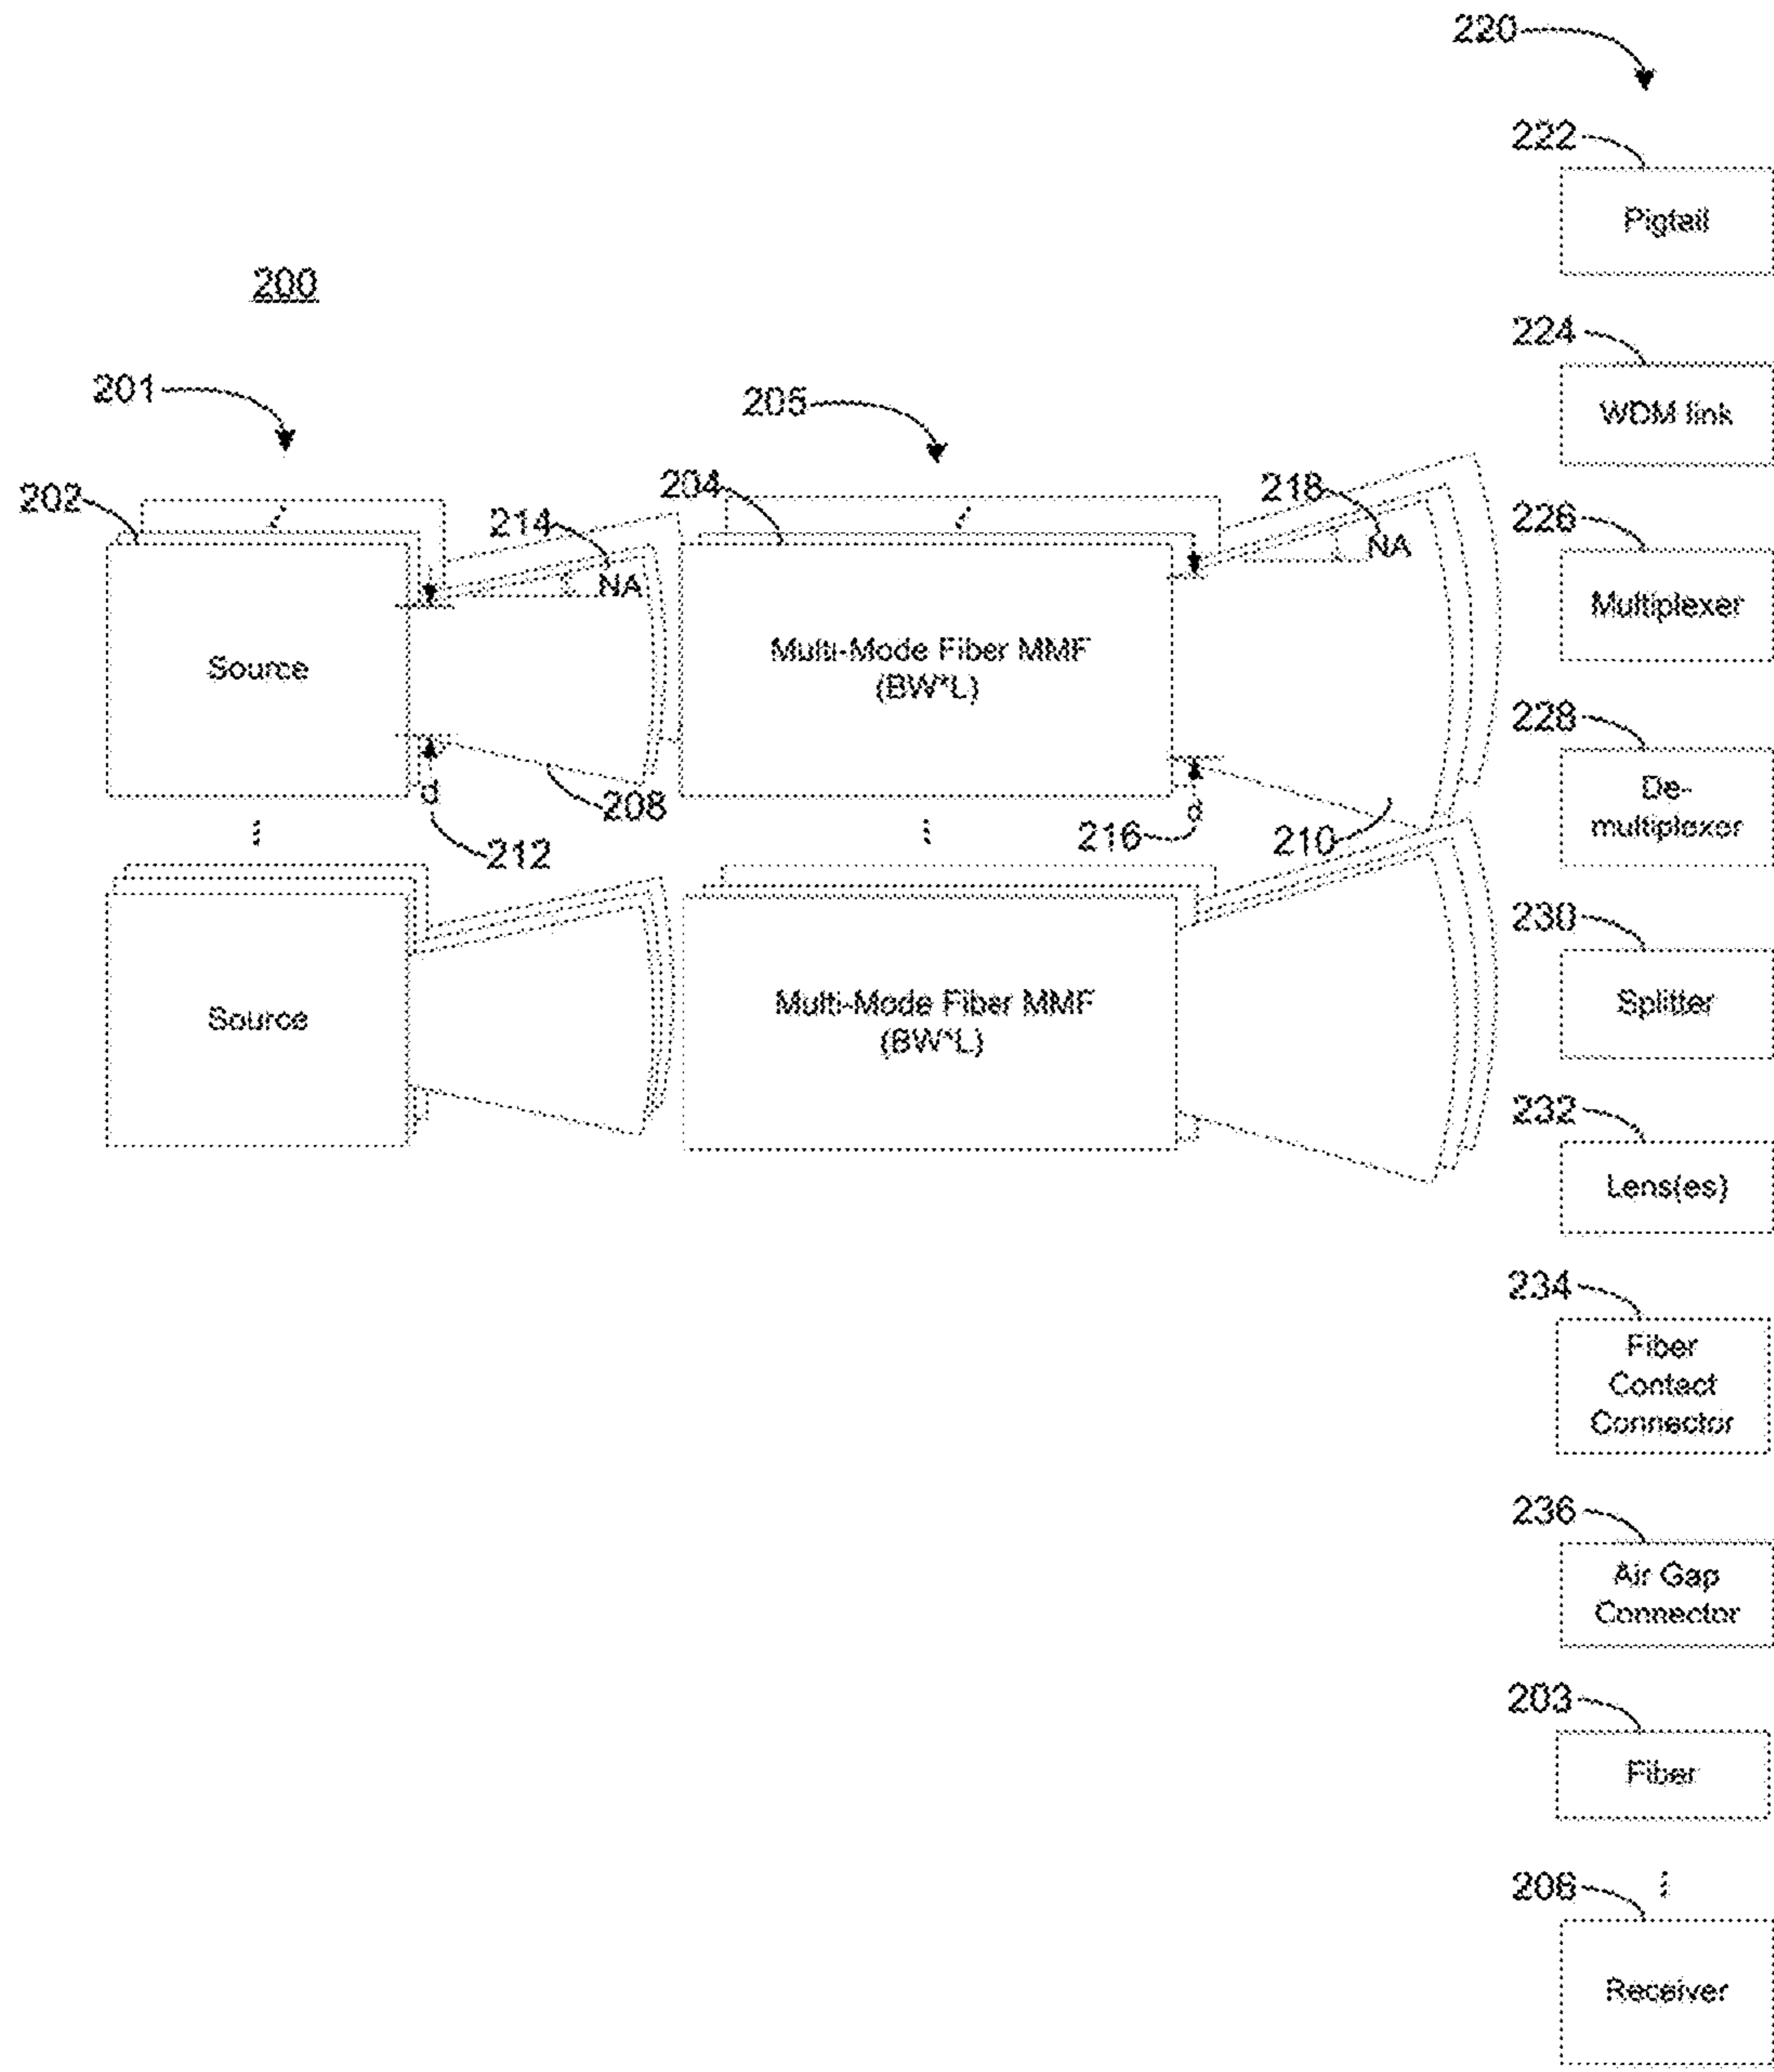 220
222
Pigtail
200
224
WDM link
201
205
202
214
NA
204
218
NA
226
Multiplexer
Source
Multi-Mode Fiber MMF
(BW*L)
228
De-
multiplexer
d
208
212
d
216
210
230
Splitter
Source
Multi-Mode Fiber MMF
(BW*L)
232
Lens(es)
234
Fiber
Contact
Connector
236
Air Gap
Connector
203
Fiber
206
Receiver